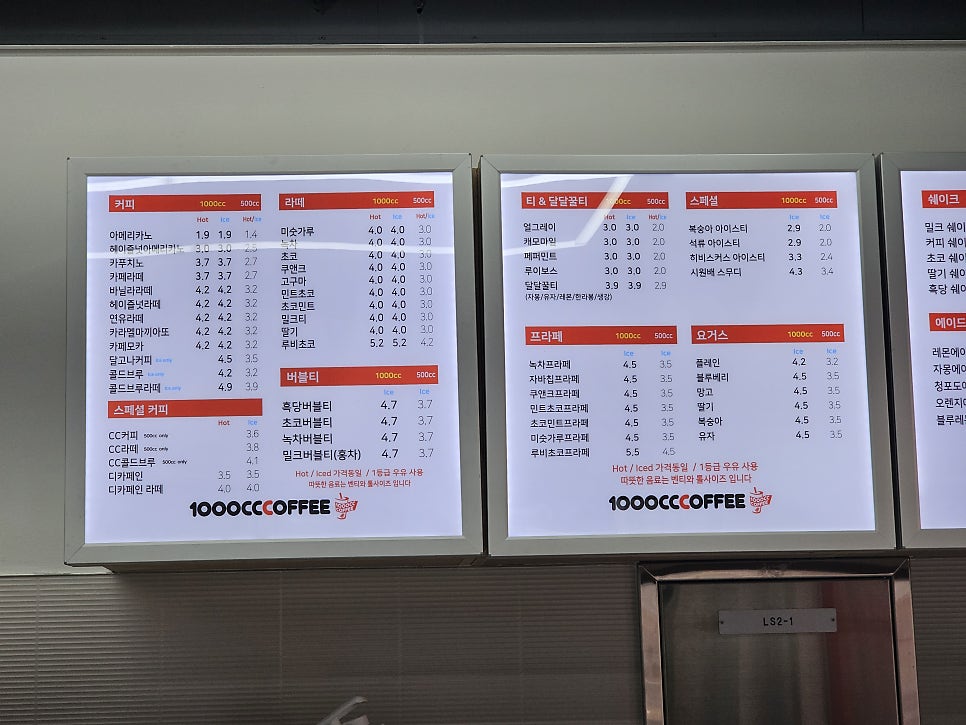 커피 1000cc 500cc
Hot Ice Hot/Ice
아메리카노 1.9 1.9 1.4
헤이즐넛아메리카노 3.0 3.0 2.5
카푸치노 3.7 3.7 2.7
카페라떼 3.7 3.7 2.7
바닐라라떼 4.2 4.2 3.2
헤이즐넛라떼 4.2 4.2 3.2
연유라떼 4.2 4.2 3.2
카라멜마끼아또 4.2 4.2 3.2
카페모카 4.2 4.2 3.2
달고나커피 Ice only 4.5 3.5
콜드브루 Ice only 4.2 3.2
콜드브루라떼 Ice only 4.9 3.9
스페셜 커피
Hot Ice
CC커피 500cc only 3.6
CC라떼 500cc only 3.8
CC콜드브루 500cc only 4.1
디카페인 3.5 3.5
디카페인 라떼 4.0 4.0
라떼 1000cc 500cc
Hot Ice Hot/Ice
미숫가루 4.0 4.0 3.0
녹차 4.0 4.0 3.0
초코 4.0 4.0 3.0
쿠앤크 4.0 4.0 3.0
고구마 4.0 4.0 3.0
민트초코 4.0 4.0 3.0
초코민트 4.0 4.0 3.0
밀크티 4.0 4.0 3.0
딸기 4.0 4.0 3.0
루비초코 5.2 5.2 4.2
버블티 1000cc 500cc
Ice Ice
흑당버블티 4.7 3.7
초코버블티 4.7 3.7
녹차버블티 4.7 3.7
밀크버블티(홍차) 4.7 3.7
Hot / Iced 가격동일 / 1등급 우유 사용
따뜻한 음료는 벤티와 톨사이즈 입니다
1000CCCOFFEE
티 & 달달꿀티 1000cc 500cc
Hot Ice Hot/Ice
얼그레이 3.0 3.0 2.0
캐모마일 3.0 3.0 2.0
페퍼민트 3.0 3.0 2.0
루이보스 3.0 3.0 2.0
달달꿀티 3.9 3.9 2.9
(자몽/유자/레몬/한라봉/생강)
스페셜 1000cc 500cc
Ice Ice
복숭아 아이스티 2.9 2.0
석류 아이스티 2.9 2.0
히비스커스 아이스티 3.3 2.4
시원배 스무디 4.3 3.4
프라페 1000cc 500cc
Ice Ice
녹차프라페 4.5 3.5
자바칩프라페 4.5 3.5
쿠앤크프라페 4.5 3.5
민트초코프라페 4.5 3.5
초코민트프라페 4.5 3.5
미숫가루프라페 4.5 3.5
루비초코프라페 5.5 4.5
요거스 1000cc 500cc
Ice Ice
플레인 4.2 3.2
블루베리 4.5 3.5
망고 4.5 3.5
딸기 4.5 3.5
복숭아 4.5 3.5
유자 4.5 3.5
Hot / Iced 가격동일 / 1등급 우유 사용
따뜻한 음료는 벤티와 톨사이즈 입니다
1000CCCOFFEE
쉐이크
밀크 쉐이
커피 쉐이
초코 쉐이
딸기 쉐이
흑당 쉐이
에이드
레몬에이
자몽에이
청포도에
오렌지에
블루레
LS2-1